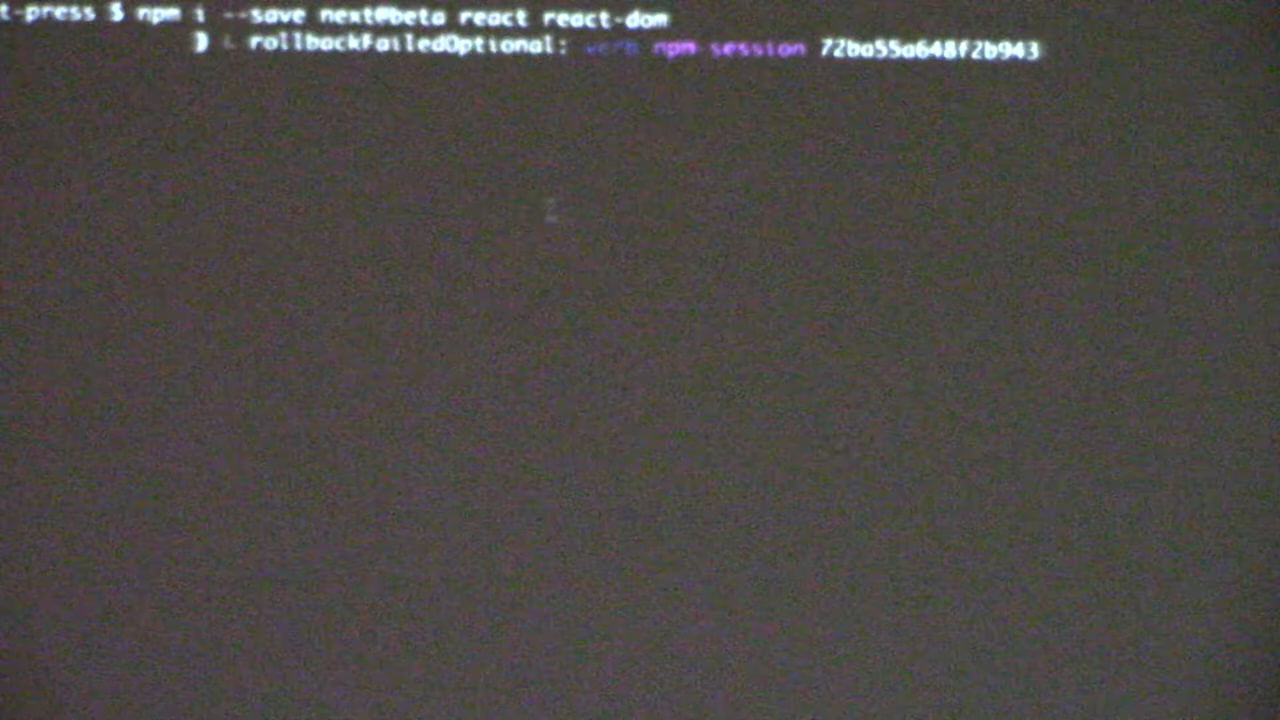 t-press $ npm i --save next@beta react react-dom
) L rollbackFailedOptional: verb npm session 72ba55a648f2b943